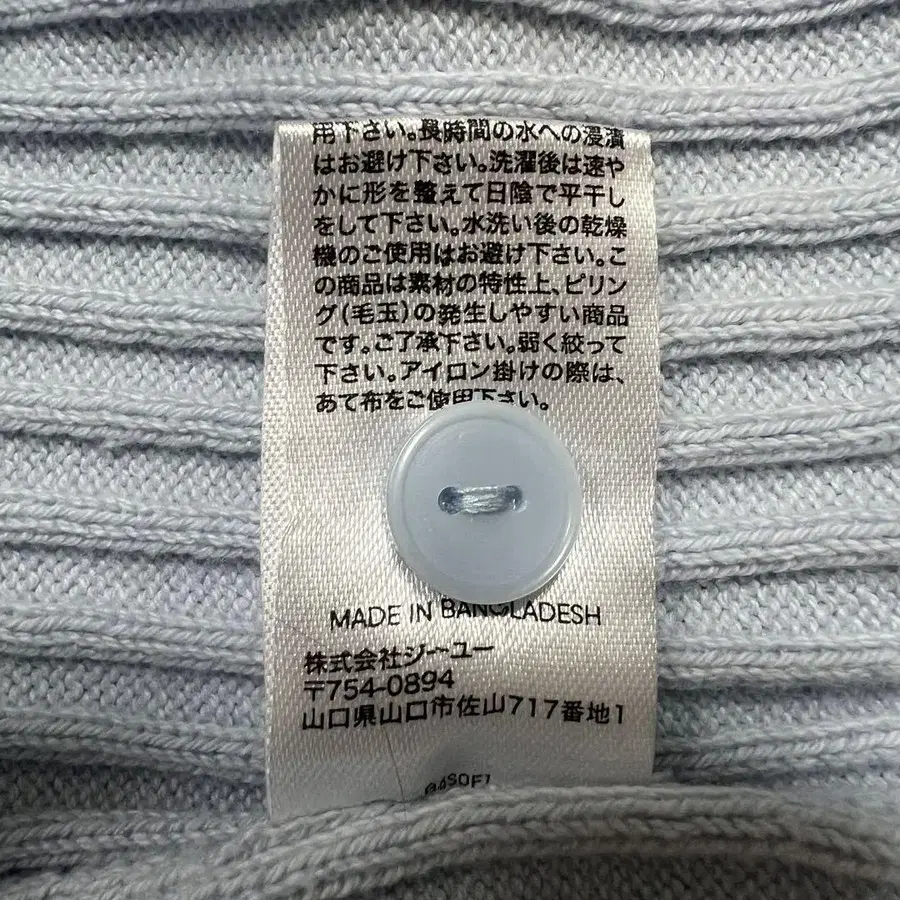 用下さい。長時間の水への浸漬
はお避け下さい。洗濯後は速や
かに形を整えて日陰で平干し
をして下さい。水洗い後の乾燥
機のご使用はお避け下さい。こ
の商品は素材の特性上、ピリン
グ(毛玉)の発生しやすい商品
です。ご了承下さい。弱く絞って
下さい。アイロン掛けの際は、
あて布をご使用下さい。
MADE IN BANGLADESH
株式会社ジーユー
〒754-0894
山口県山口市佐山717番地1